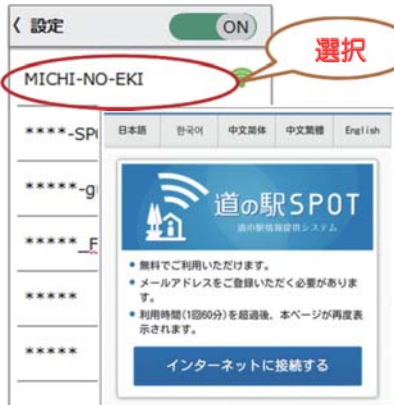 設定
ON
選択
MICHI-NO-EKI
****-SP
*****-g
*****_F
*****
*****
日本語 한국어 中文简体 中文繁體 English
道の駅SPOT
道の駅情報提供システム
• 無料でご利用いただけます。
• メールアドレスをご登録いただく必要がありま
す。
• 利用時間(1回60分)を超過後、本ページが再度表
示されます。
インターネットに接続する